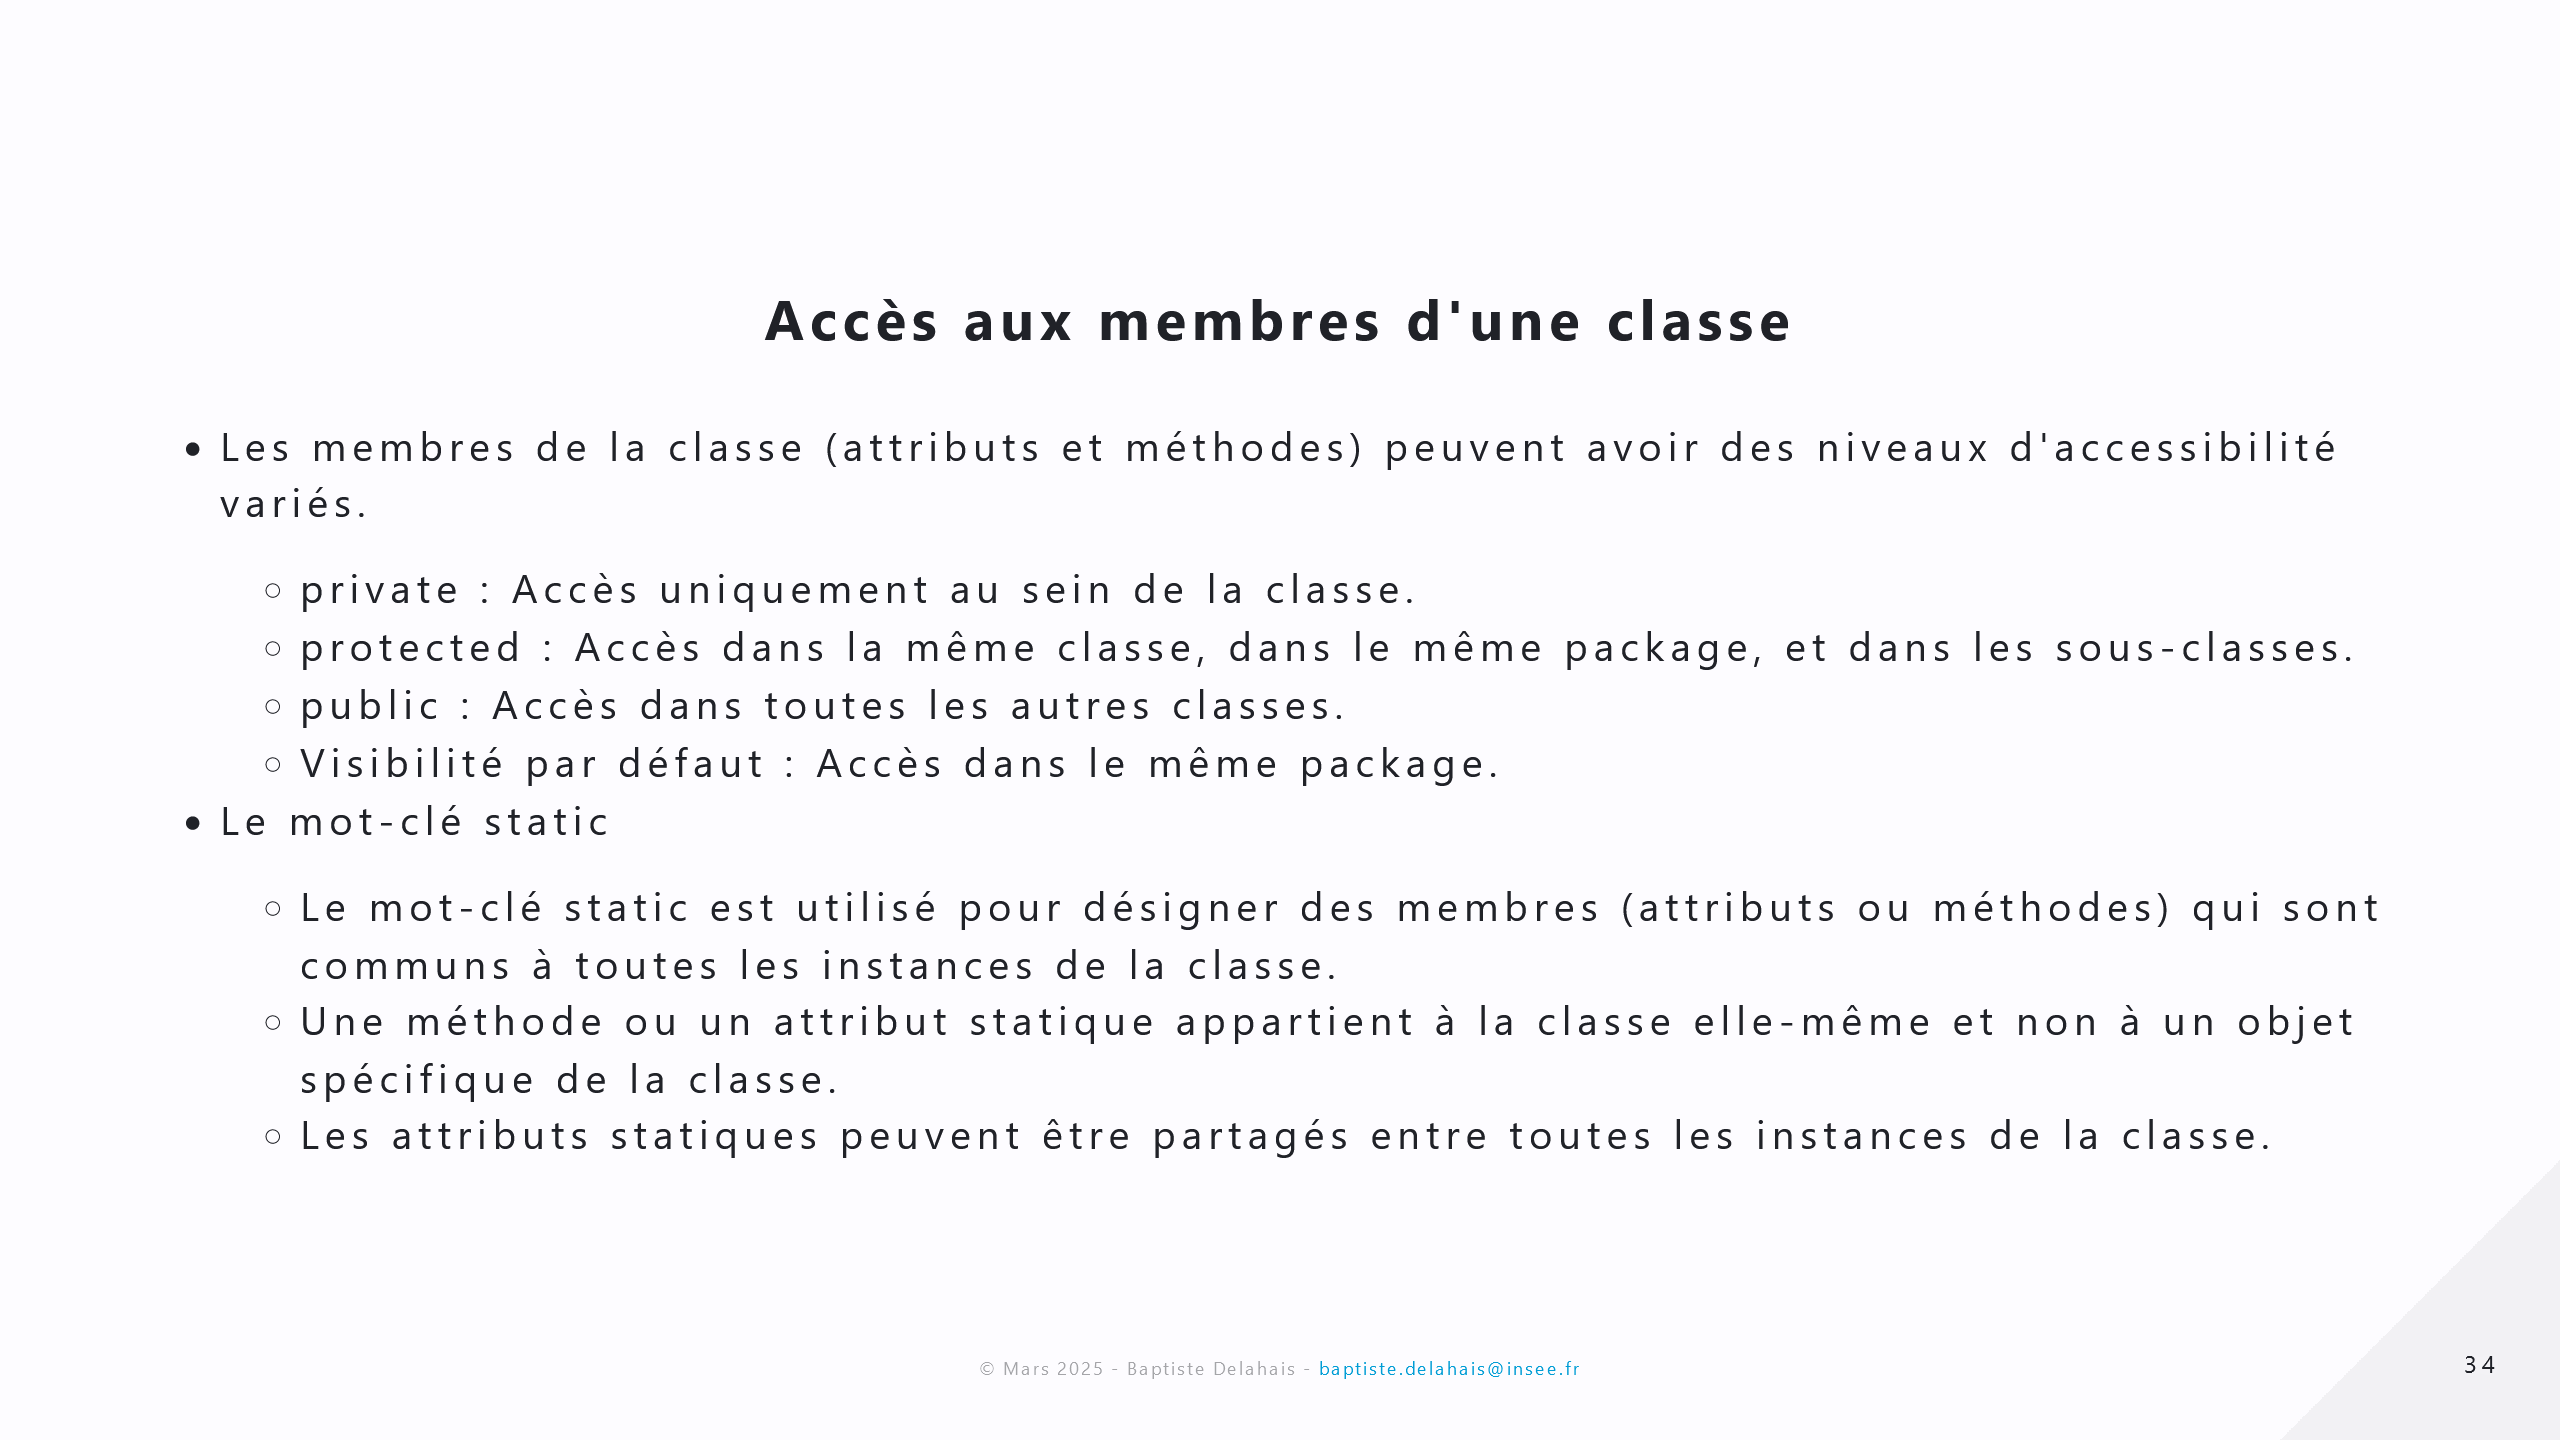 Accès aux membres d'une classe
Les membres de la classe (attributs et méthodes) peuvent avoir des niveaux d'accessibilité
variés.
private : Accès uniquement au sein de la classe.
protected : Accès dans la même classe, dans le même package, et dans les sous-classes.
public : Accès dans toutes les autres classes.
Visibilité par défaut : Accès dans le même package.
Le mot-clé static
Le mot-clé static est utilisé pour désigner des membres (attributs ou méthodes) qui sont
communs à toutes les instances de la classe.
Une méthode ou un attribut statique appartient à la classe elle-même et non à un objet
spécifique de la classe.
Les attributs statiques peuvent être partagés entre toutes les instances de la classe.
© Mars 2025 - Baptiste Delahais - baptiste.delahais@insee.fr
34